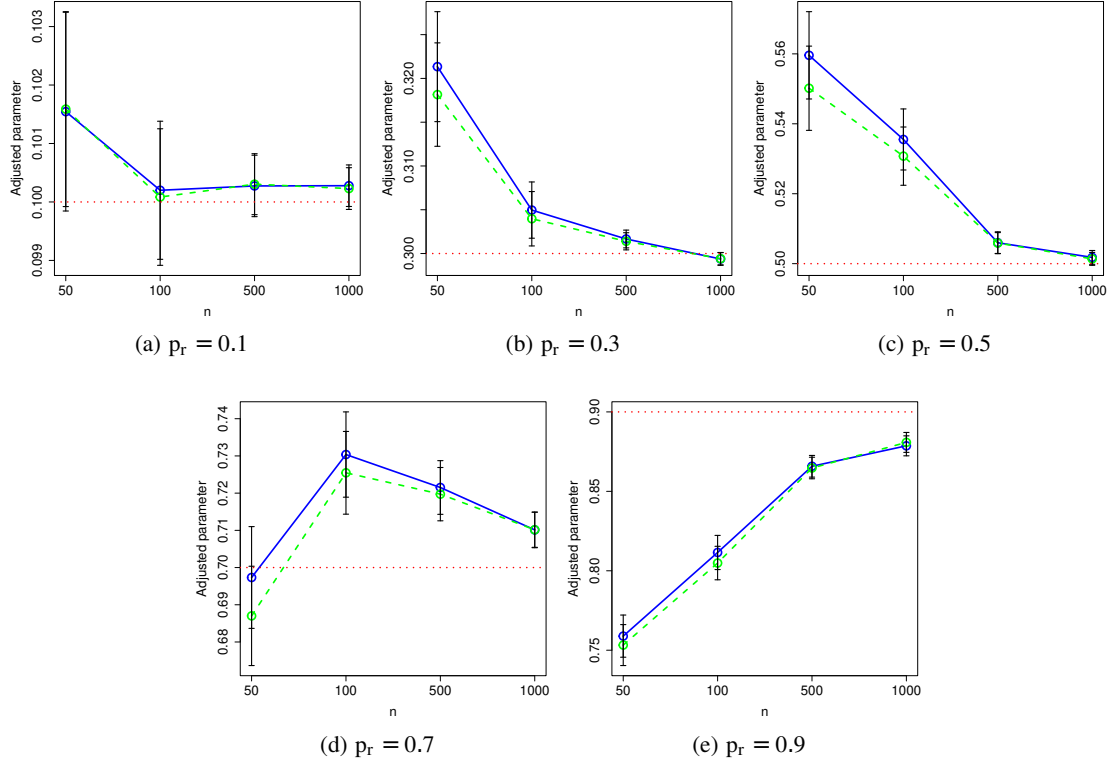 Adjusted parameter
0.099 0.100 0.101 0.102 0.103
50 100 500 1000
n
(a) pᵣ = 0.1
Adjusted parameter
0.300 0.310 0.320
50 100 500 1000
n
(b) pᵣ = 0.3
Adjusted parameter
0.50 0.52 0.54 0.56
50 100 500 1000
n
(c) pᵣ = 0.5
Adjusted parameter
0.68 0.69 0.70 0.71 0.72 0.73 0.74
50 100 500 1000
n
(d) pᵣ = 0.7
Adjusted parameter
0.75 0.80 0.85 0.90
50 100 500 1000
n
(e) pᵣ = 0.9